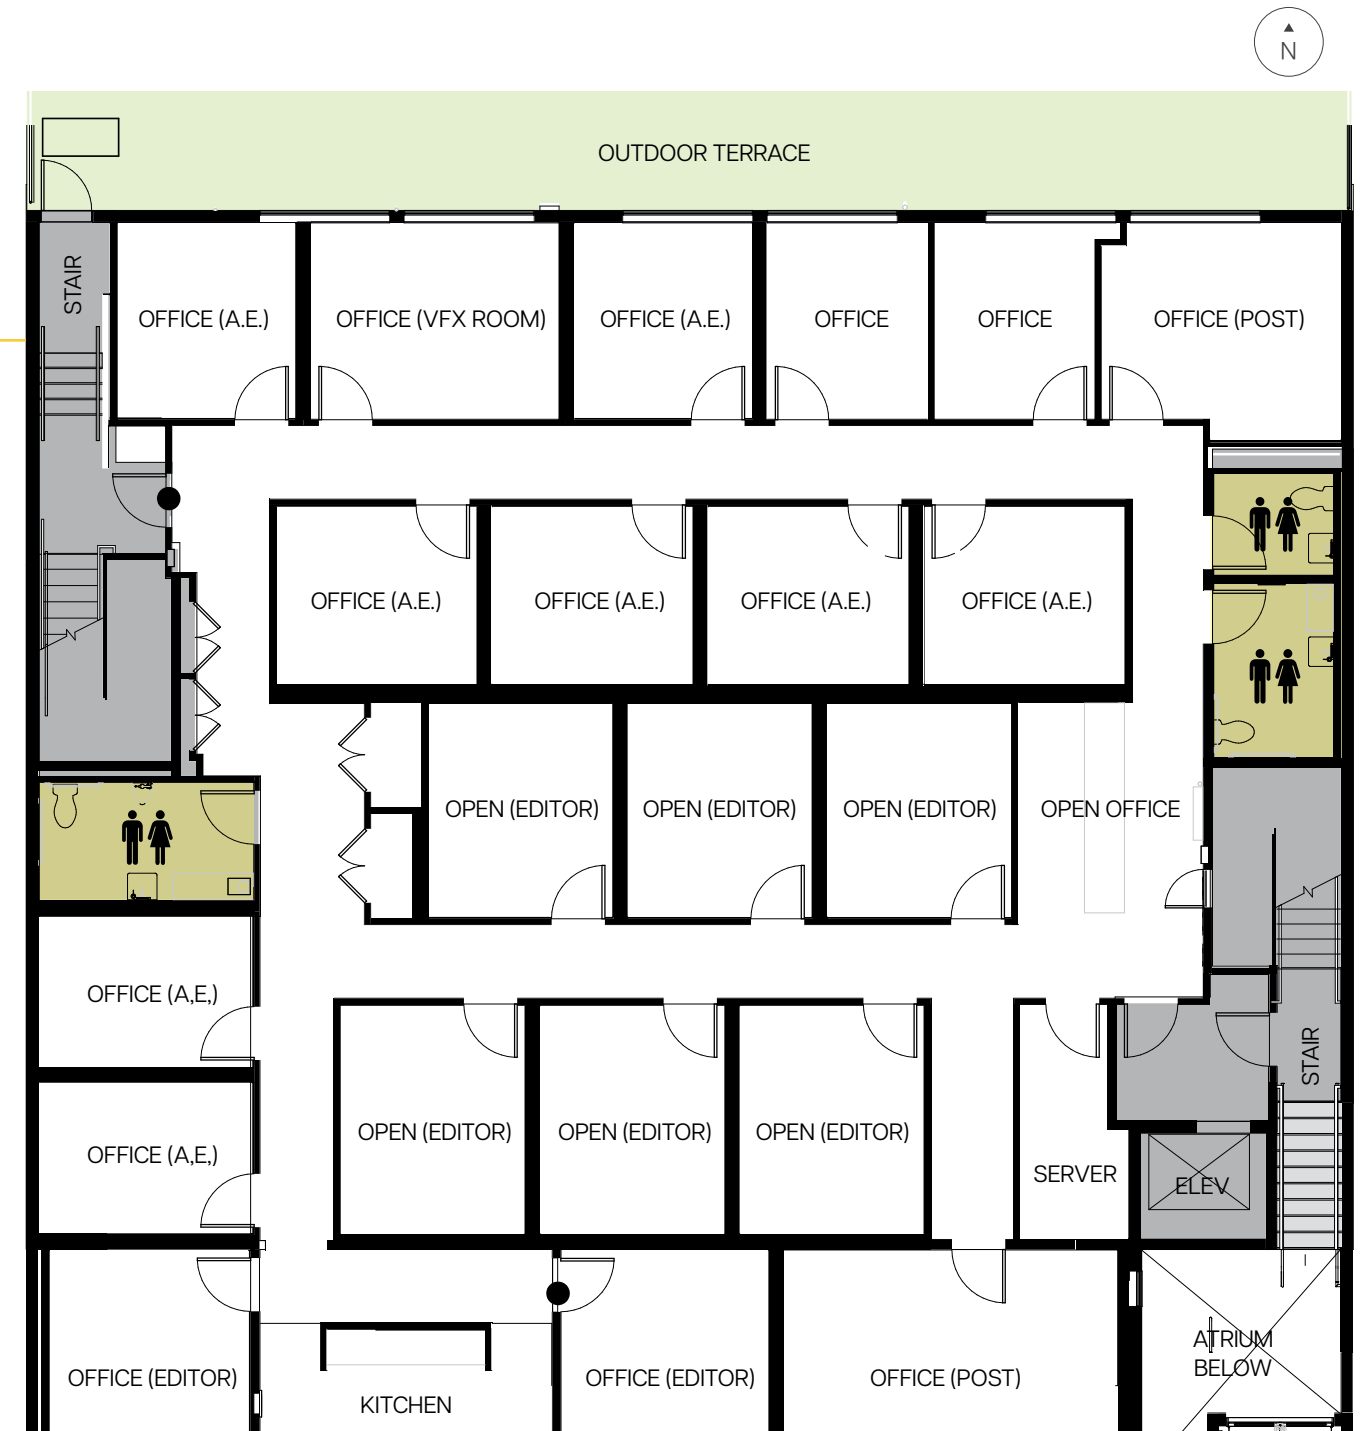 N
OUTDOOR TERRACE
STAIR
OFFICE (A.E.)
OFFICE (VFX ROOM)
OFFICE (A.E.)
OFFICE
OFFICE
OFFICE (POST)
OFFICE (A.E.)
OFFICE (A.E.)
OFFICE (A.E.)
OFFICE (A.E.)
OPEN (EDITOR)
OPEN (EDITOR)
OPEN (EDITOR)
OPEN OFFICE
OFFICE (A,E,)
STAIR
OPEN (EDITOR)
OPEN (EDITOR)
OPEN (EDITOR)
OFFICE (A,E,)
SERVER
ELEV
ATRIUM
BELOW
OFFICE (EDITOR)
KITCHEN
OFFICE (EDITOR)
OFFICE (POST)